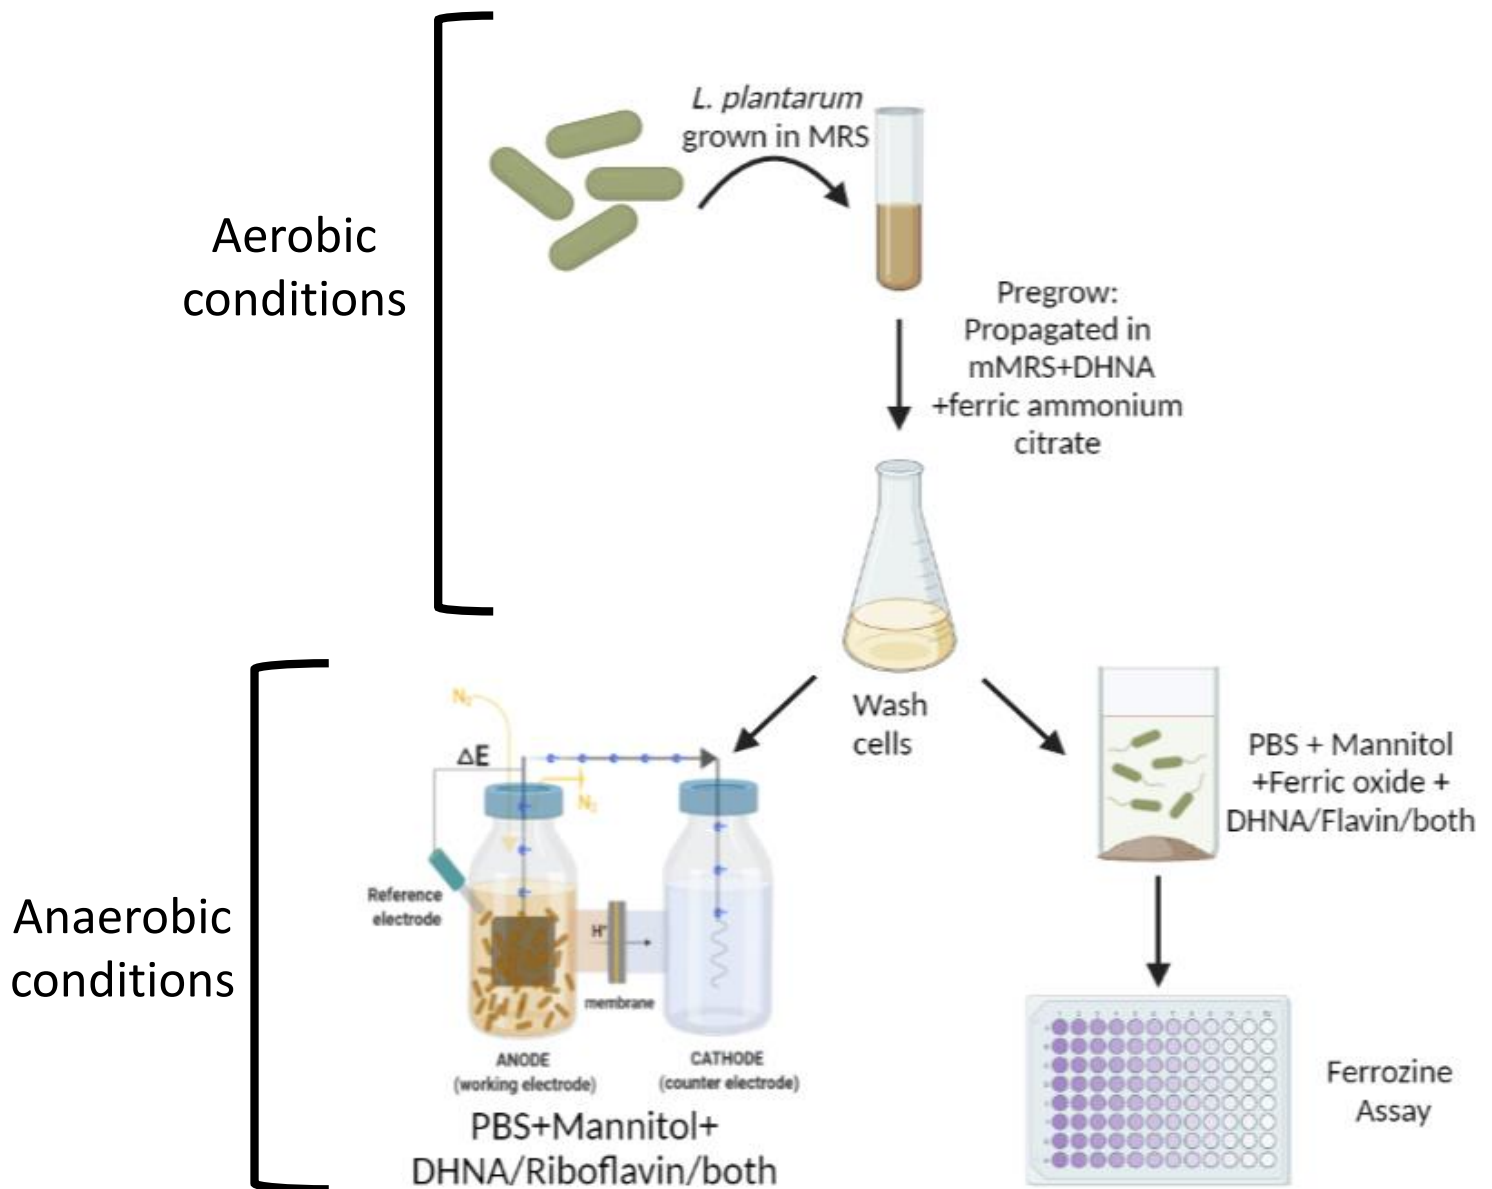 Aerobic
conditions
L. plantarum
grown in MRS
Pregrow:
Propagated in
mMRS+DHNA
+ferric ammonium
citrate
Wash
cells
Anaerobic
conditions
N₂
ΔE
N₂
Reference
electrode
H⁺
membrane
ANODE
(working electrode)
CATHODE
(counter electrode)
PBS+Mannitol+
DHNA/Riboflavin/both
PBS + Mannitol
+Ferric oxide +
DHNA/Flavin/both
Ferrozine
Assay